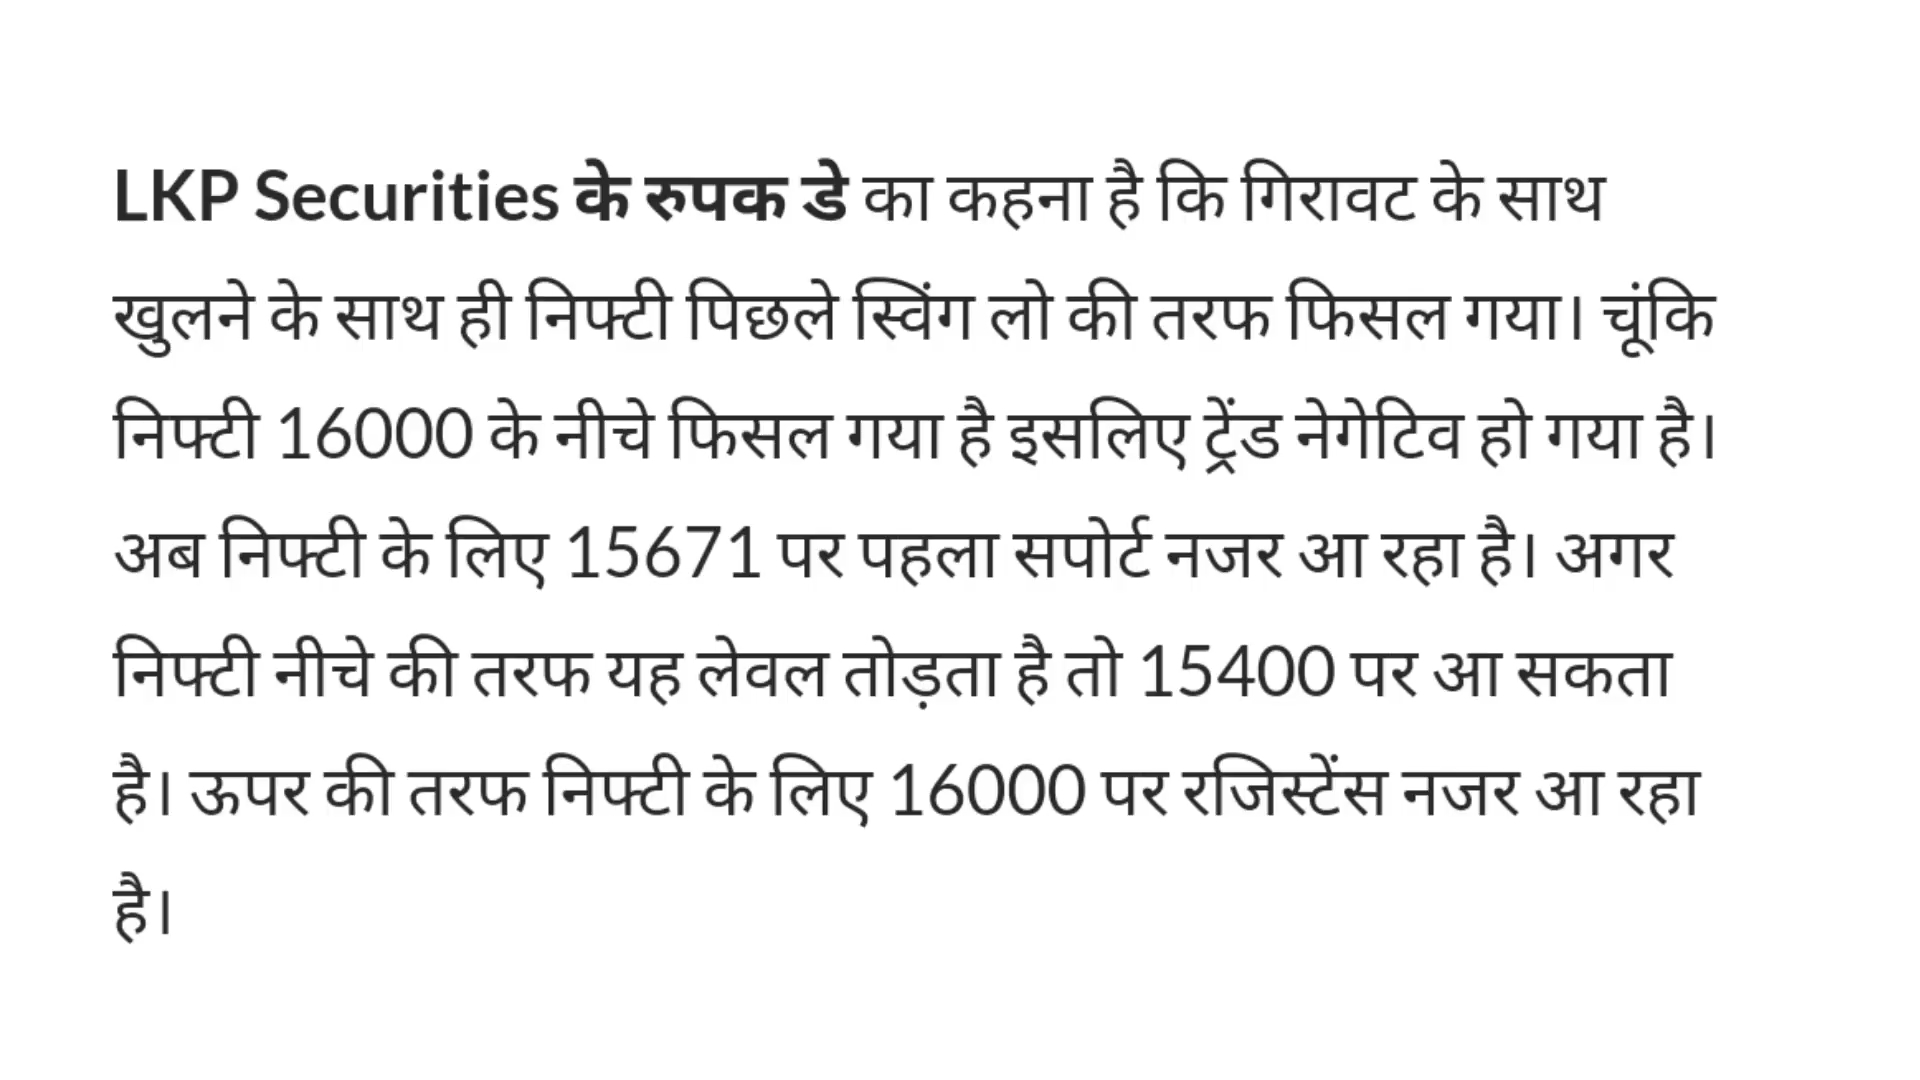 LKP Securities के रुपक डे का कहना है कि गिरावट के साथ
खुलने के साथ ही निफ्टी पिछले स्विंग लो की तरफ फिसल गया। चूंकि
निफ्टी 16000 के नीचे फिसल गया है इसलिए ट्रेंड नेगेटिव हो गया है।
अब निफ्टी के लिए 15671 पर पहला सपोर्ट नजर आ रहा है। अगर
निफ्टी नीचे की तरफ यह लेवल तोड़ता है तो 15400 पर आ सकता
है। ऊपर की तरफ निफ्टी के लिए 16000 पर रजिस्टेंस नजर आ रहा
है।